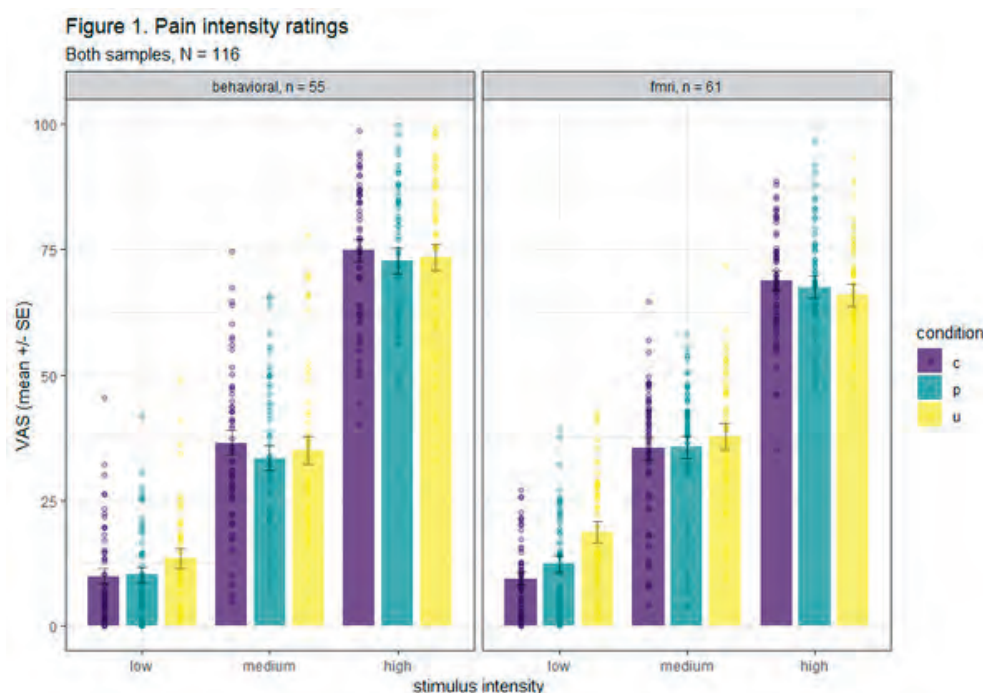 Figure 1. Pain intensity ratings
Both samples, N = 116
behavioral, n = 55
fmri, n = 61
100
75
50
25
0
VAS (mean +/- SE)
low
medium
high
low
medium
high
stimulus intensity
condition
c
p
u